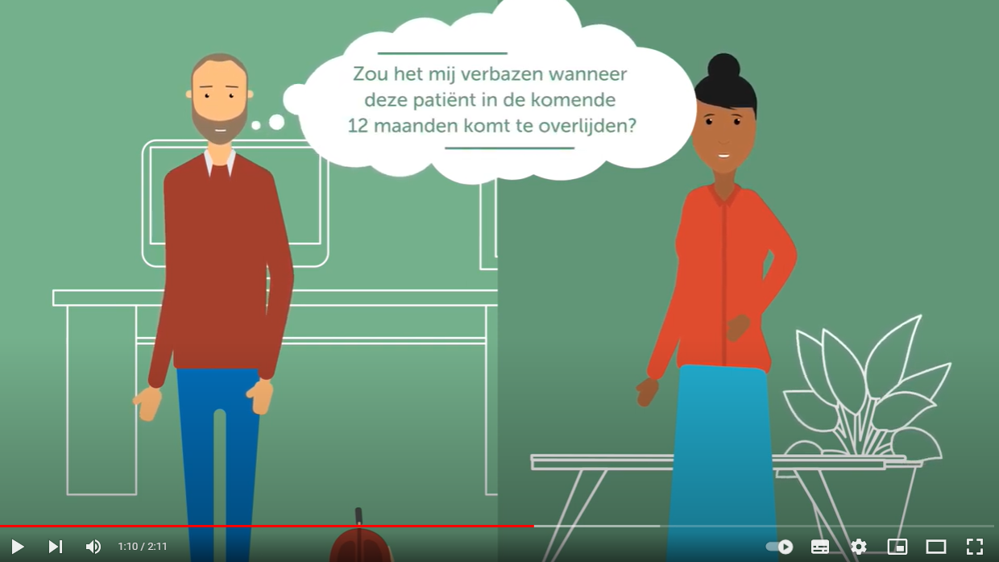 Zou het mij verbazen wanneer
deze patiënt in de komende
12 maanden komt te overlijden?
1:10 / 2:11